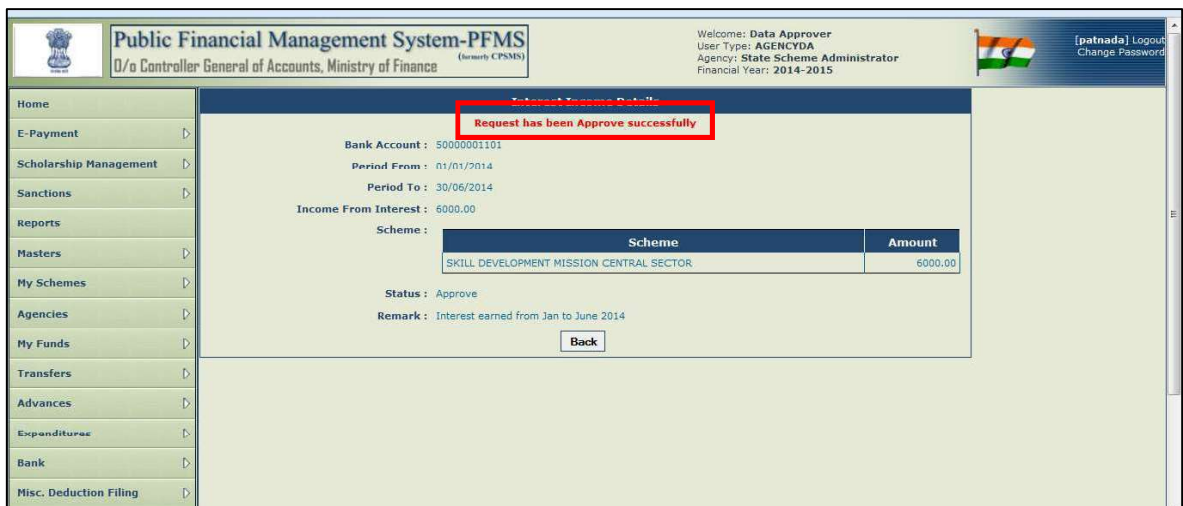 Public Financial Management System-PFMS
(formerly CPSMS)
O/o Controller General of Accounts, Ministry of Finance
Welcome: Data Approver
User Type: AGENCYDA
Agency: State Scheme Administrator
Financial Year: 2014-2015
[patnada] Logout
Change Password
Home
E-Payment
Scholarship Management
Sanctions
Reports
Masters
My Schemes
Agencies
My Funds
Transfers
Advances
Expenditures
Bank
Misc. Deduction Filing
Interest Income Details
Request has been Approve successfully
Bank Account : 50000001101
Period From : 01/01/2014
Period To : 30/06/2014
Income From Interest : 6000.00
Scheme :
Scheme Amount
SKILL DEVELOPMENT MISSION CENTRAL SECTOR 6000.00
Status : Approve
Remark : Interest earned from Jan to June 2014
Back